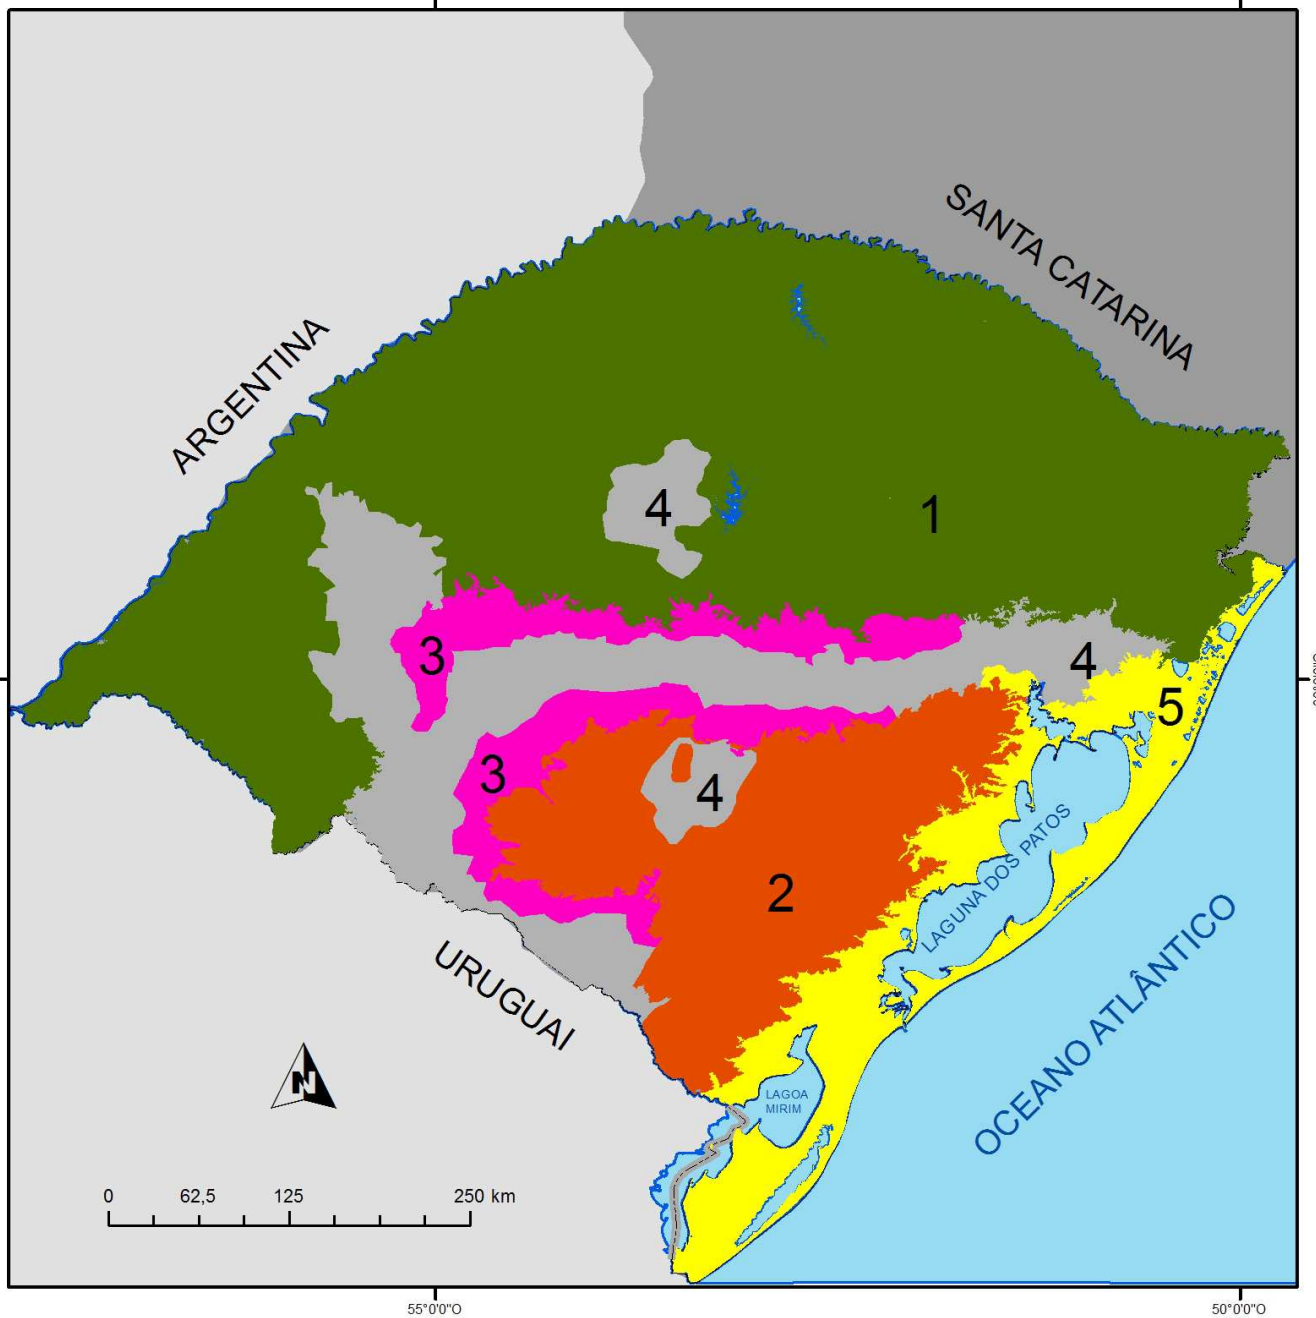 SANTA CATARINA
ARGENTINA
4
1
3
4
5
3
4
LAGUNA DOS PATOS
2
URUGUAI
OCEANO ATLÂNTICO
N
LAGOA
MIRIM
0 62,5 125 250 km
55°0'0"O 50°0'0"O